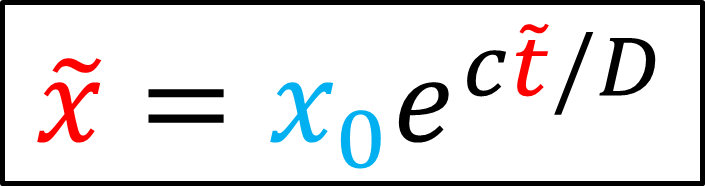 x̃ = x₀e^{ct̃/D}